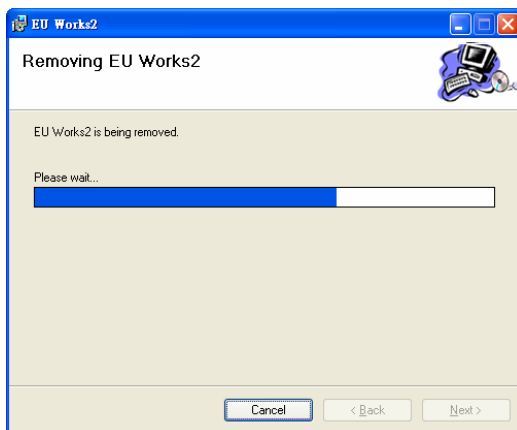 EU Works2
Removing EU Works2
EU Works2 is being removed.
Please wait...
Cancel
< Back
Next >